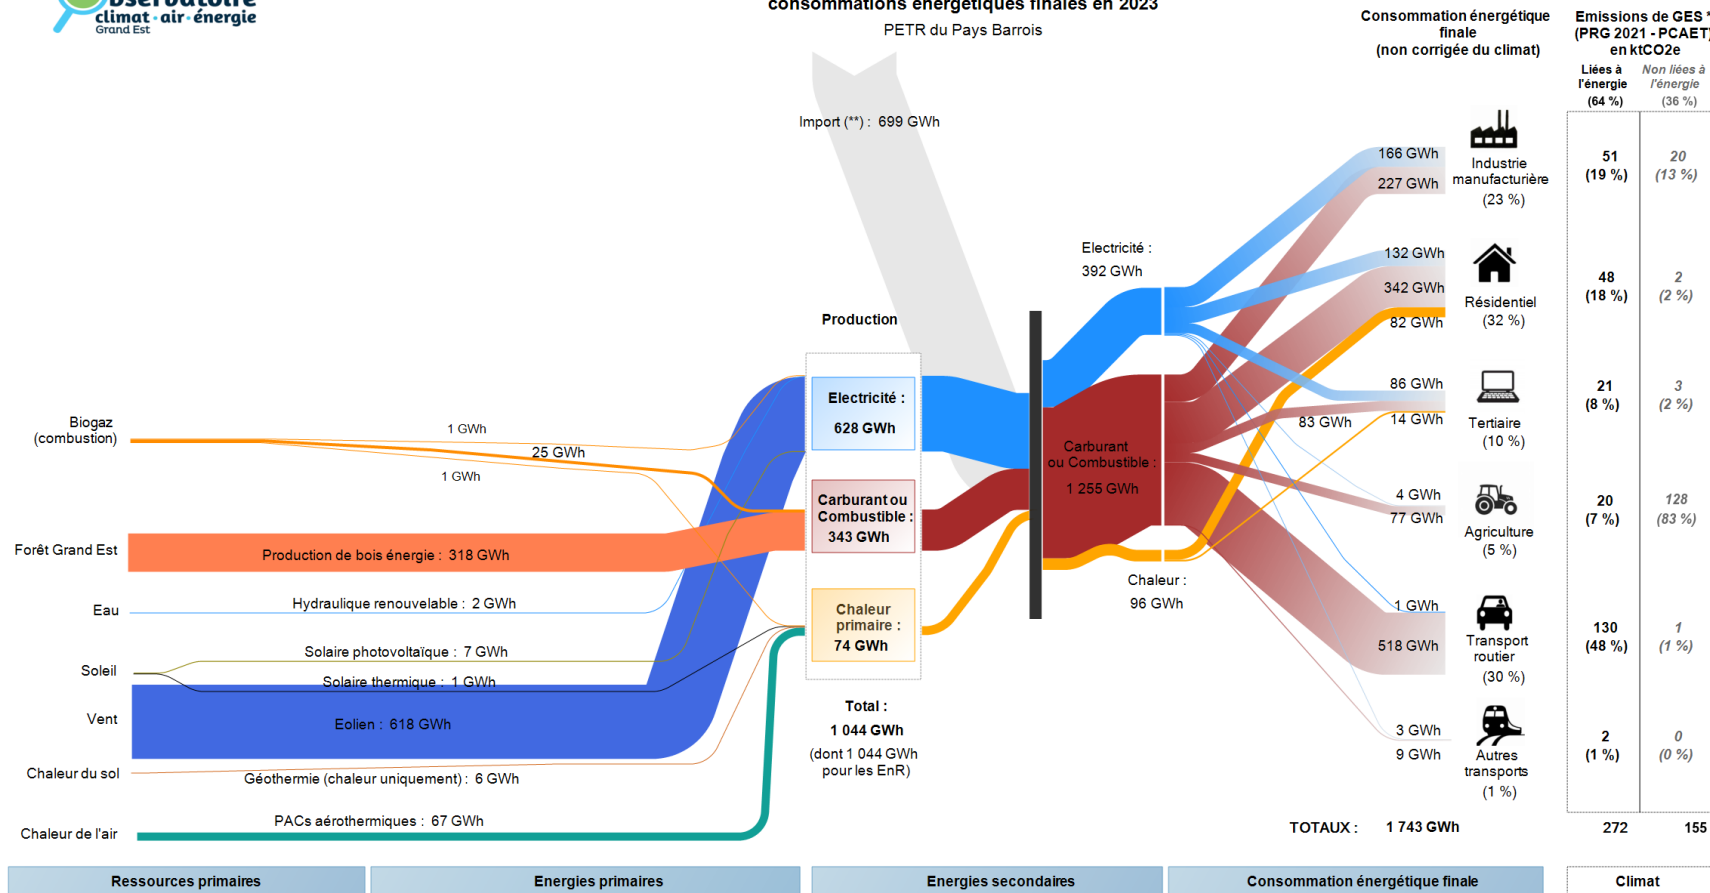 Observatoire
climat · air · énergie
Grand Est
consommations énergétiques finales en 2023
PETR du Pays Barrois
Consommation énergétique
finale
(non corrigée du climat)
Emissions de GES *
(PRG 2021 - PCAET)
en ktCO2e
Liées à
l'énergie
(64 %)
Non liées à
l'énergie
(36 %)
Import (**) : 699 GWh
166 GWh
227 GWh
Industrie
manufacturière
(23 %)
51
(19 %)
20
(13 %)
Electricité :
392 GWh
132 GWh
342 GWh
82 GWh
Résidentiel
(32 %)
48
(18 %)
2
(2 %)
Production
Electricité :
628 GWh
86 GWh
83 GWh
14 GWh
Tertiaire
(10 %)
21
(8 %)
3
(2 %)
Biogaz
(combustion)
1 GWh
25 GWh
1 GWh
Carburant
ou Combustible :
1 255 GWh
Carburant ou
Combustible :
343 GWh
4 GWh
77 GWh
Agriculture
(5 %)
20
(7 %)
128
(83 %)
Forêt Grand Est
Production de bois énergie : 318 GWh
Chaleur :
96 GWh
Eau
Hydraulique renouvelable : 2 GWh
Chaleur
primaire :
74 GWh
1 GWh
518 GWh
Transport
routier
(30 %)
130
(48 %)
1
(1 %)
Soleil
Solaire photovoltaïque : 7 GWh
Solaire thermique : 1 GWh
Vent
Eolien : 618 GWh
Total :
1 044 GWh
(dont 1 044 GWh
pour les EnR)
3 GWh
9 GWh
Autres
transports
(1 %)
2
(1 %)
0
(0 %)
Chaleur du sol
Géothermie (chaleur uniquement) : 6 GWh
Chaleur de l'air
PACs aérothermiques : 67 GWh
TOTAUX : 1 743 GWh
272
155
Ressources primaires
Energies primaires
Energies secondaires
Consommation énergétique finale
Climat